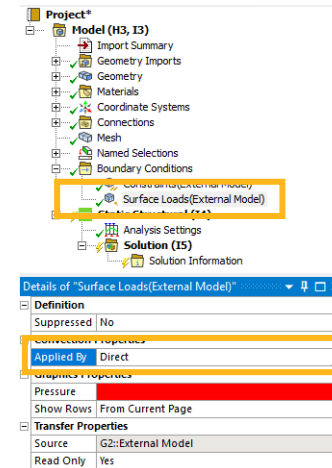 Project*
Model (H3, I3)
Import Summary
Geometry Imports
Geometry
Materials
Coordinate Systems
Connections
Mesh
Named Selections
Boundary Conditions
Constraints(External Model)
Surface Loads(External Model)
Static Structural (I4)
Analysis Settings
Solution (I5)
Solution Information
Details of "Surface Loads(External Model)"
Definition
Suppressed No
Convection Properties
Applied By Direct
Graphics Properties
Pressure
Show Rows From Current Page
Transfer Properties
Source G2::External Model
Read Only Yes